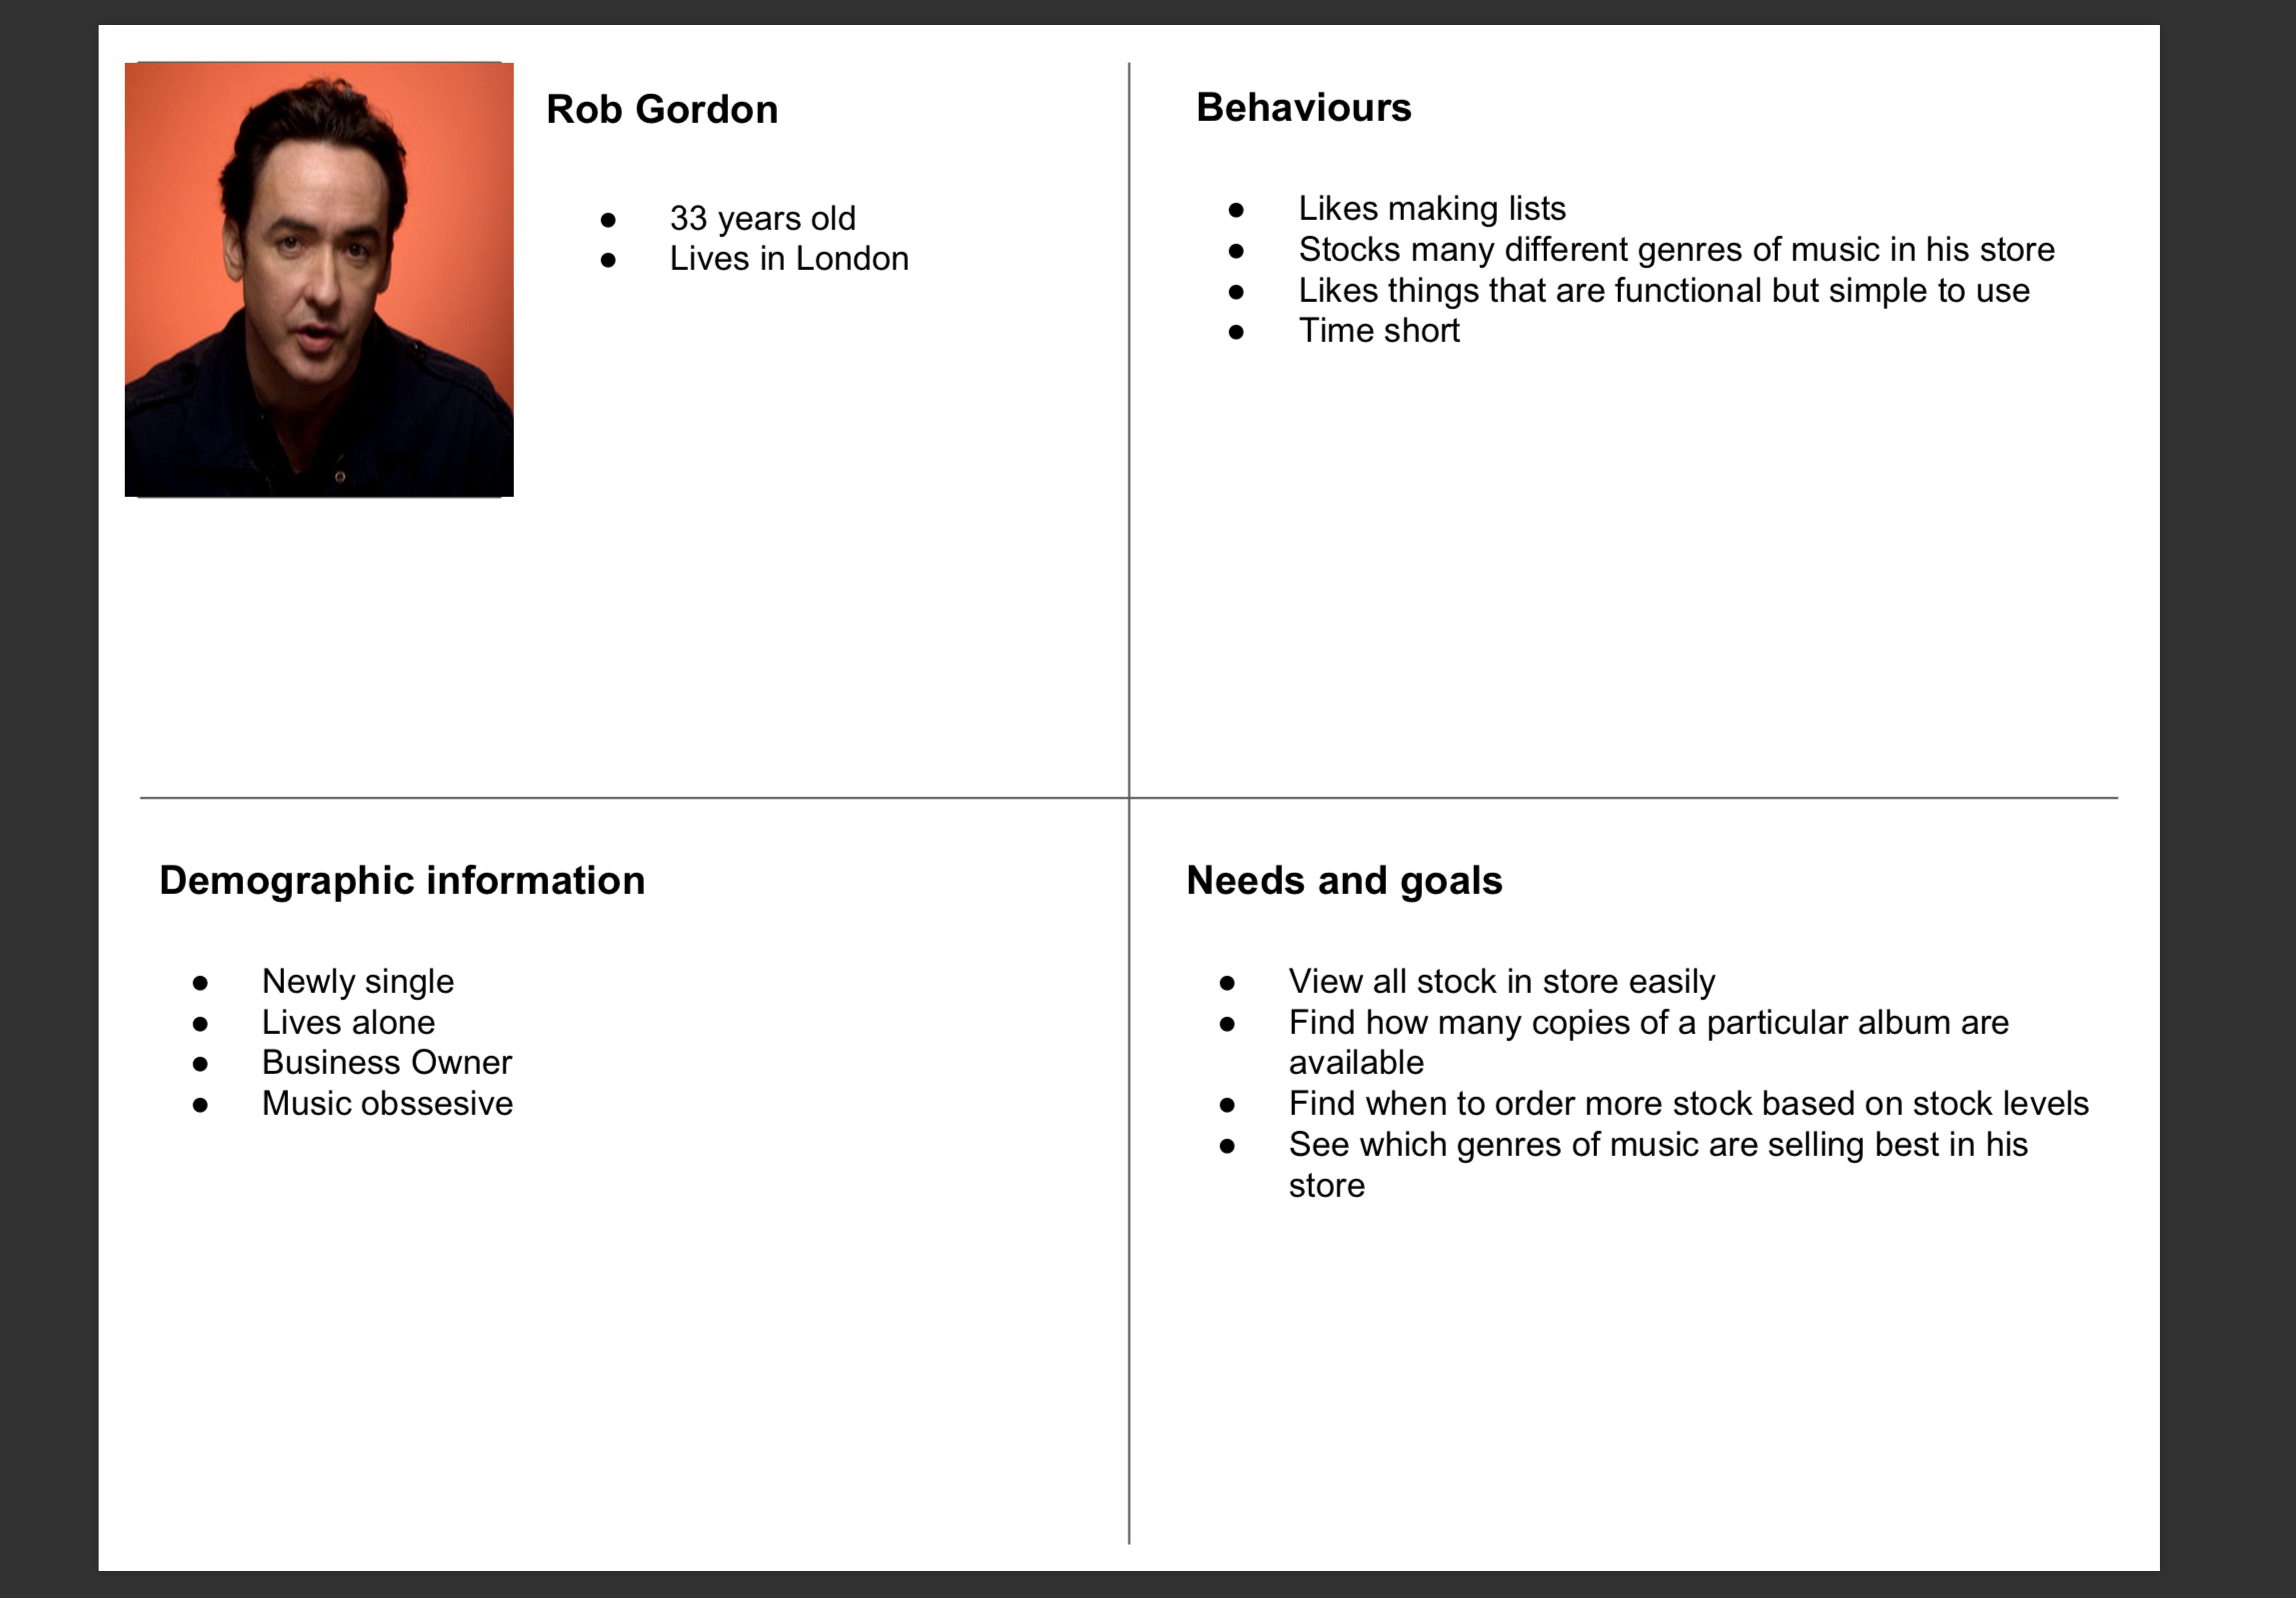 Rob Gordon
● 33 years old
● Lives in London
Behaviours
● Likes making lists
● Stocks many different genres of music in his store
● Likes things that are functional but simple to use
● Time short
Demographic information
● Newly single
● Lives alone
● Business Owner
● Music obssesive
Needs and goals
● View all stock in store easily
● Find how many copies of a particular album are
available
● Find when to order more stock based on stock levels
● See which genres of music are selling best in his
store